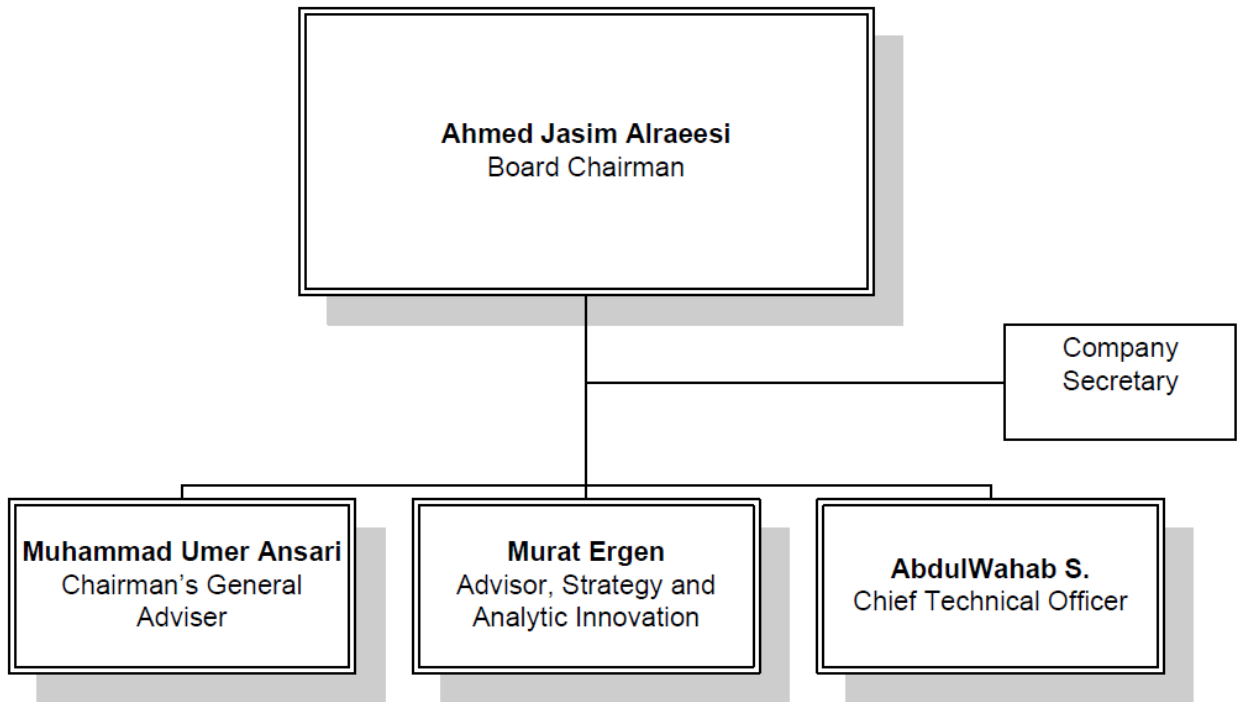 Ahmed Jasim Alraeesi
Board Chairman
Company
Secretary
Muhammad Umer Ansari
Chairman’s General
Adviser
Murat Ergen
Advisor, Strategy and
Analytic Innovation
AbdulWahab S.
Chief Technical Officer